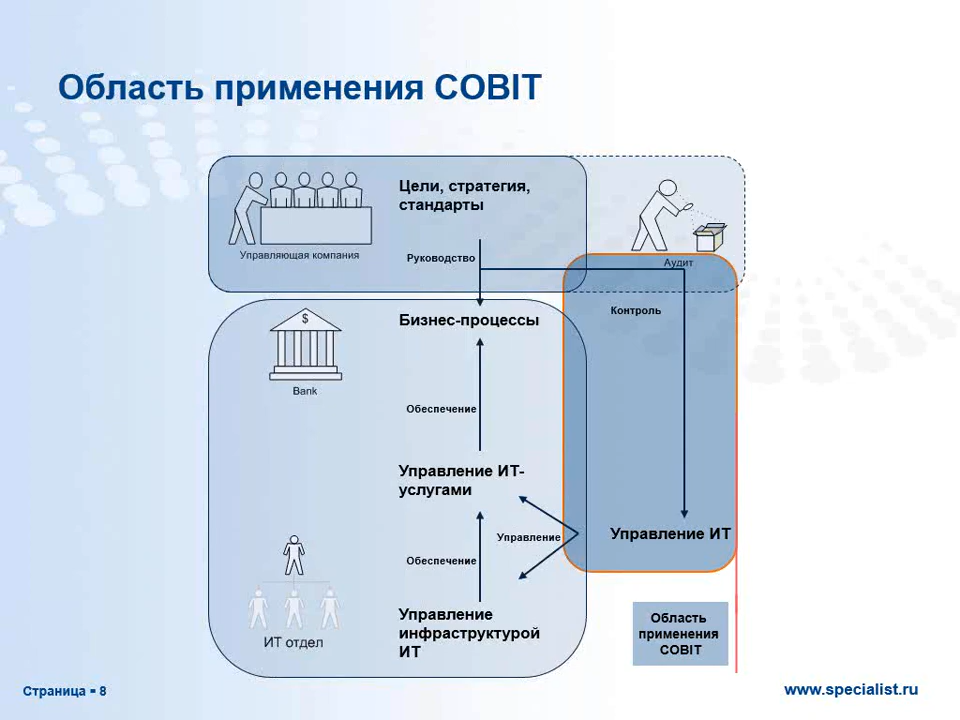 Область применения COBIT
Цели, стратегия,
стандарты
Управляющая компания
Руководство
Аудит
Контроль
$
Бизнес-процессы
Bank
Обеспечение
Управление ИТ-
услугами
Управление
Управление ИТ
Обеспечение
Управление
инфраструктурой
ИТ
ИТ отдел
Область
применения
COBIT
Страница ▪ 8
www.specialist.ru